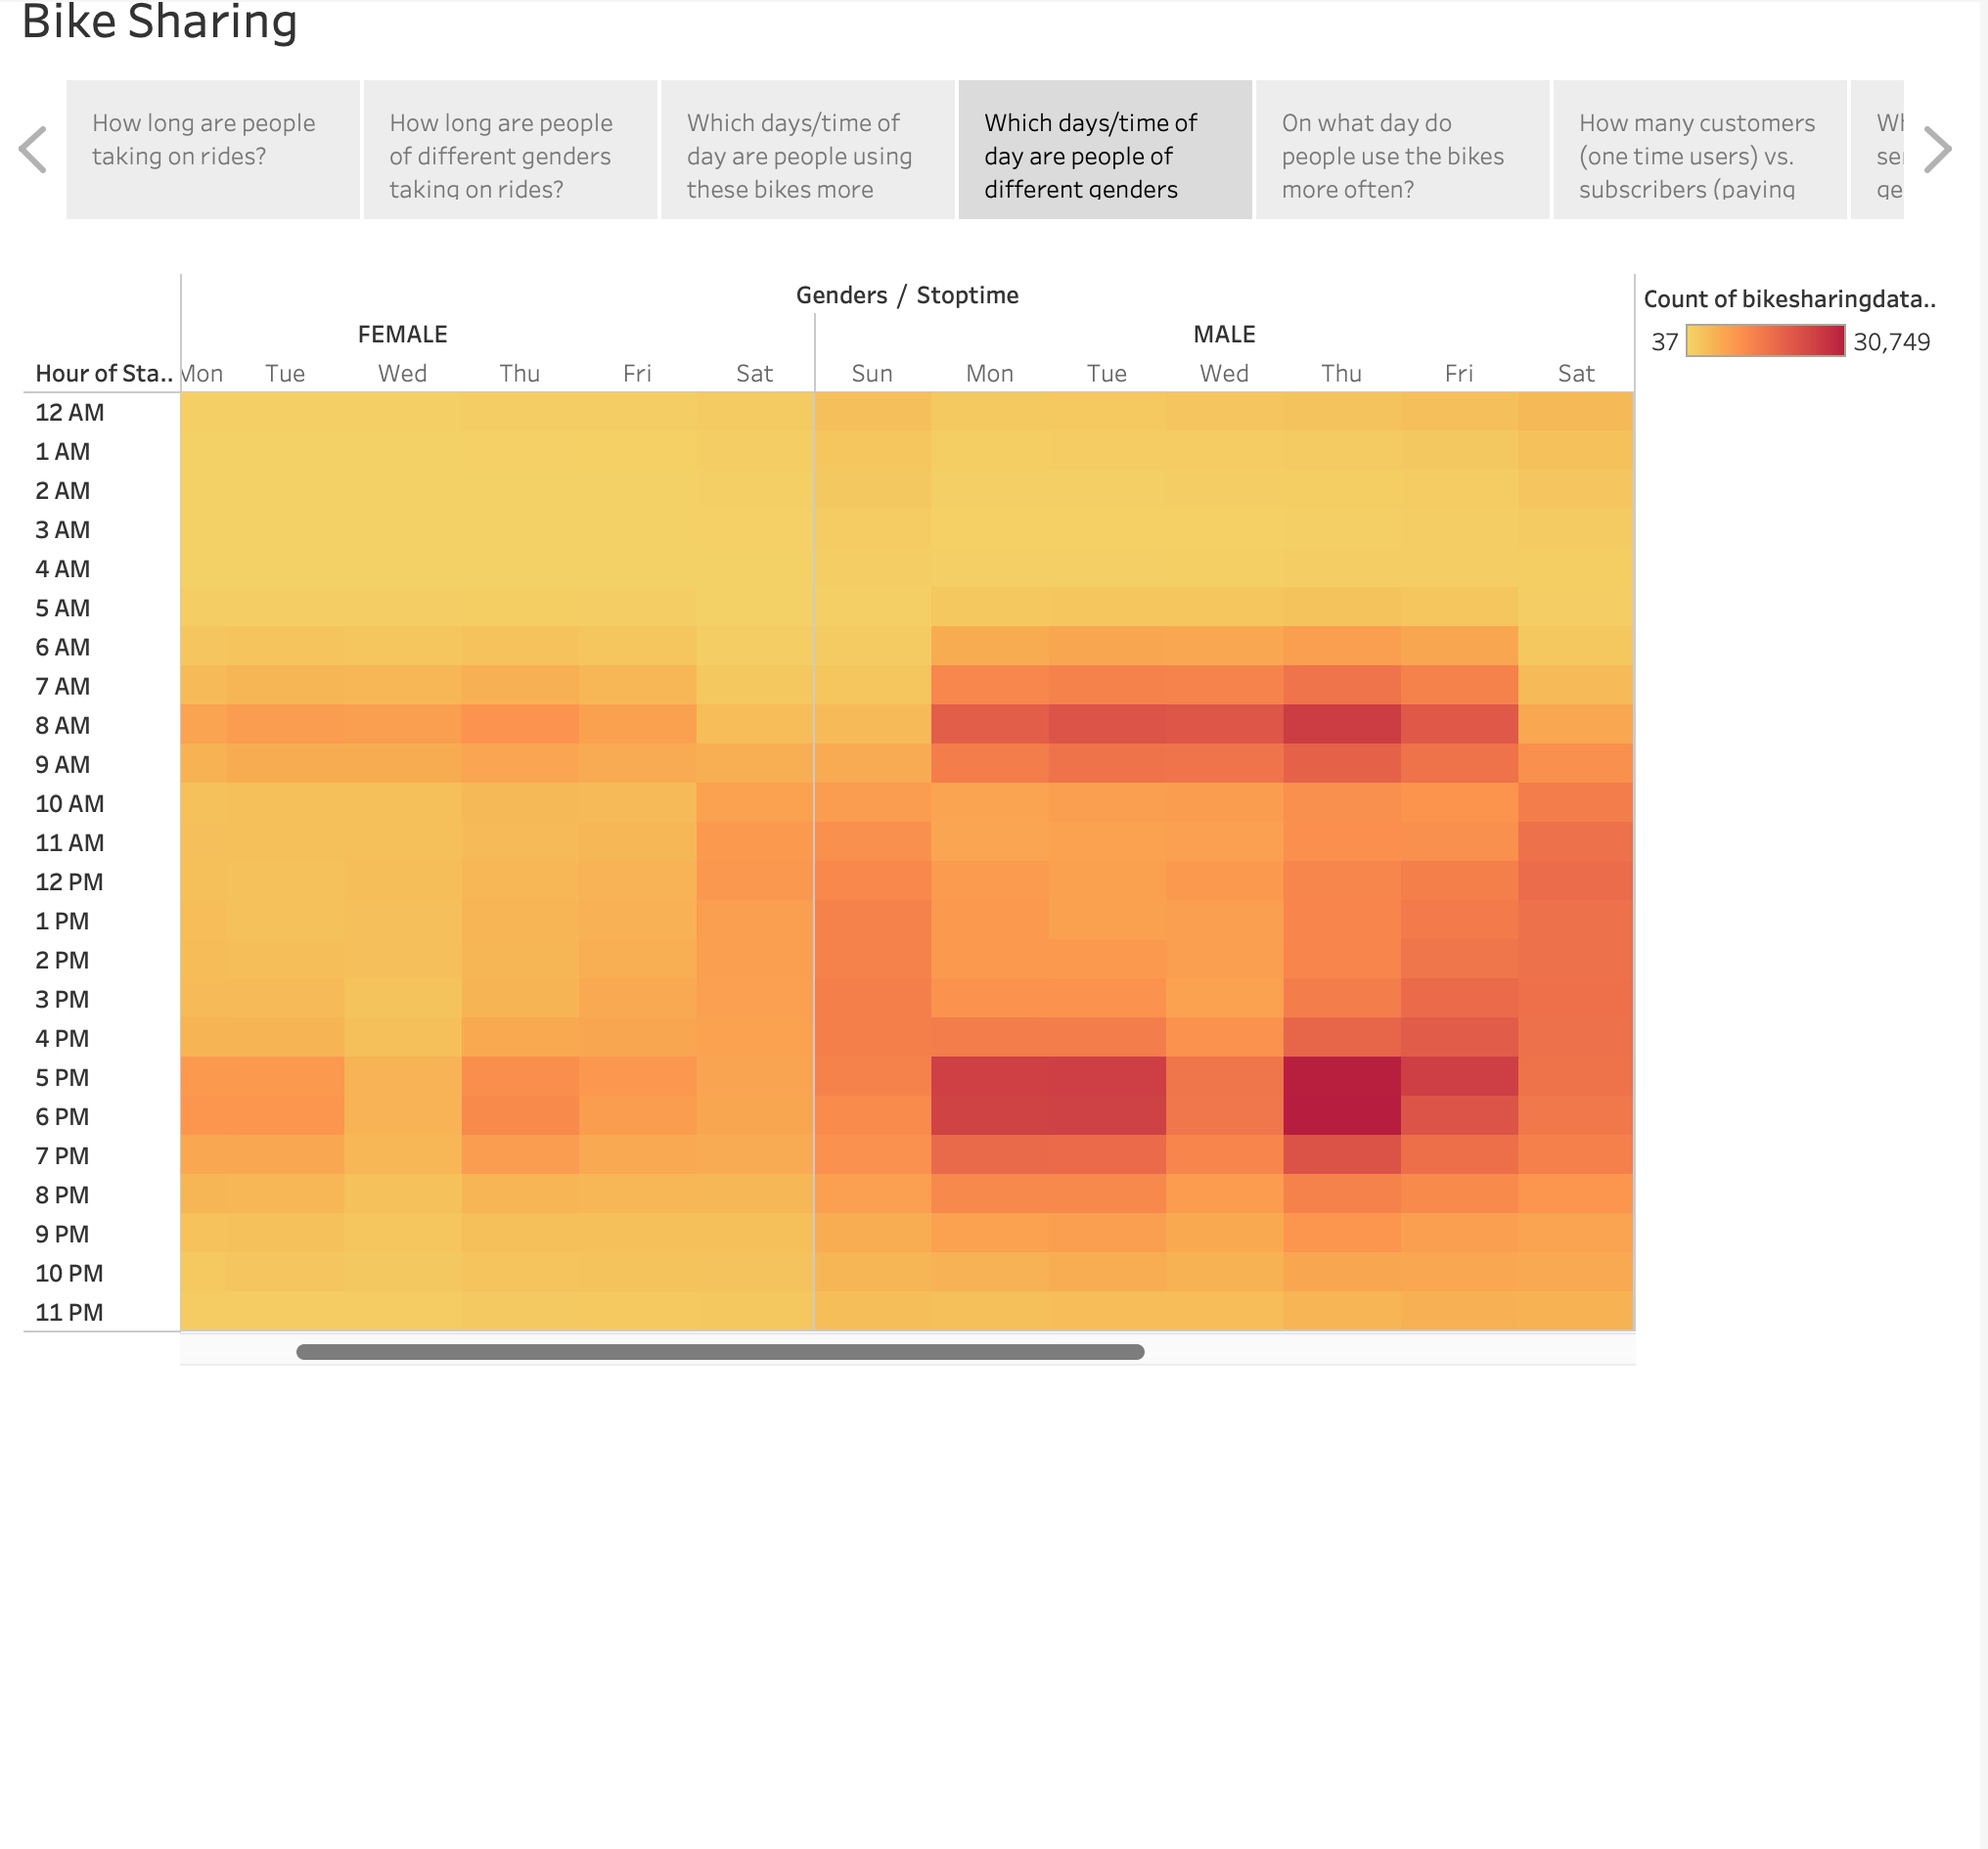 Bike Sharing
How long are people
taking on rides?
How long are people
of different genders
taking on rides?
Which days/time of
day are people using
these bikes more
Which days/time of
day are people of
different genders
On what day do
people use the bikes
more often?
How many customers
(one time users) vs.
subscribers (paying
Genders / Stoptime
Count of bikesharingdata..
37 30,749
FEMALE MALE
Hour of Sta.. Mon Tue Wed Thu Fri Sat Sun Mon Tue Wed Thu Fri Sat
12 AM
1 AM
2 AM
3 AM
4 AM
5 AM
6 AM
7 AM
8 AM
9 AM
10 AM
11 AM
12 PM
1 PM
2 PM
3 PM
4 PM
5 PM
6 PM
7 PM
8 PM
9 PM
10 PM
11 PM